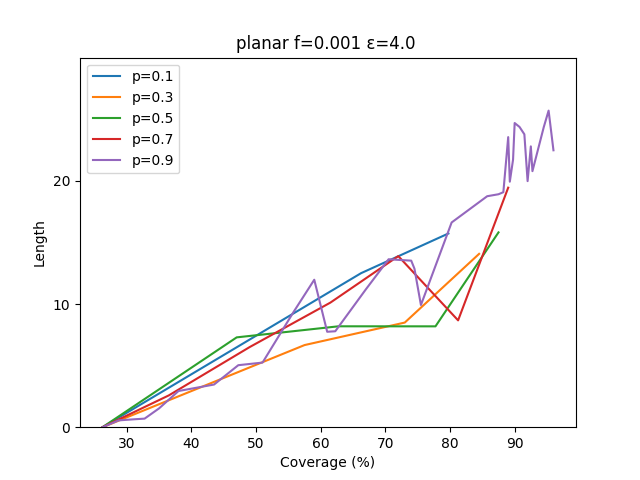 planar f=0.001 ε=4.0
p=0.1
p=0.3
p=0.5
p=0.7
p=0.9
Length
20
10
0
30 40 50 60 70 80 90
Coverage (%)